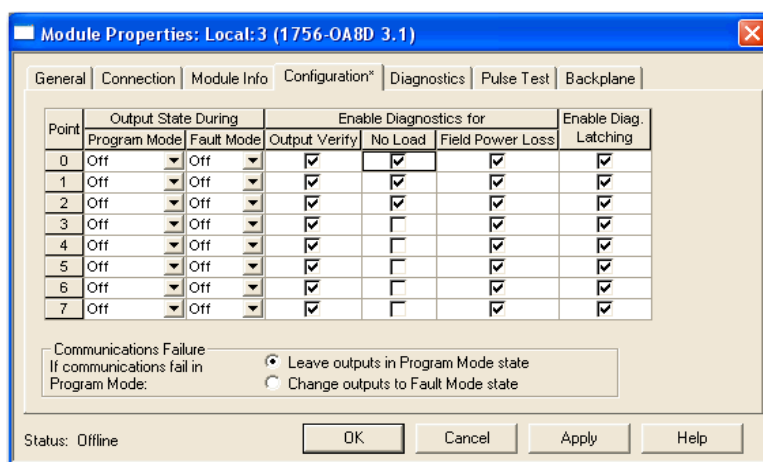 Module Properties: Local:3 (1756-OA8D 3.1)
General Connection Module Info Configuration* Diagnostics Pulse Test Backplane
Point Output State During Enable Diagnostics for Enable Diag. Latching
Program Mode Fault Mode Output Verify No Load Field Power Loss
0 Off Off
1 Off Off
2 Off Off
3 Off Off
4 Off Off
5 Off Off
6 Off Off
7 Off Off
Communications Failure
If communications fail in
Program Mode:
Leave outputs in Program Mode state
Change outputs to Fault Mode state
Status: Offline
OK Cancel Apply Help